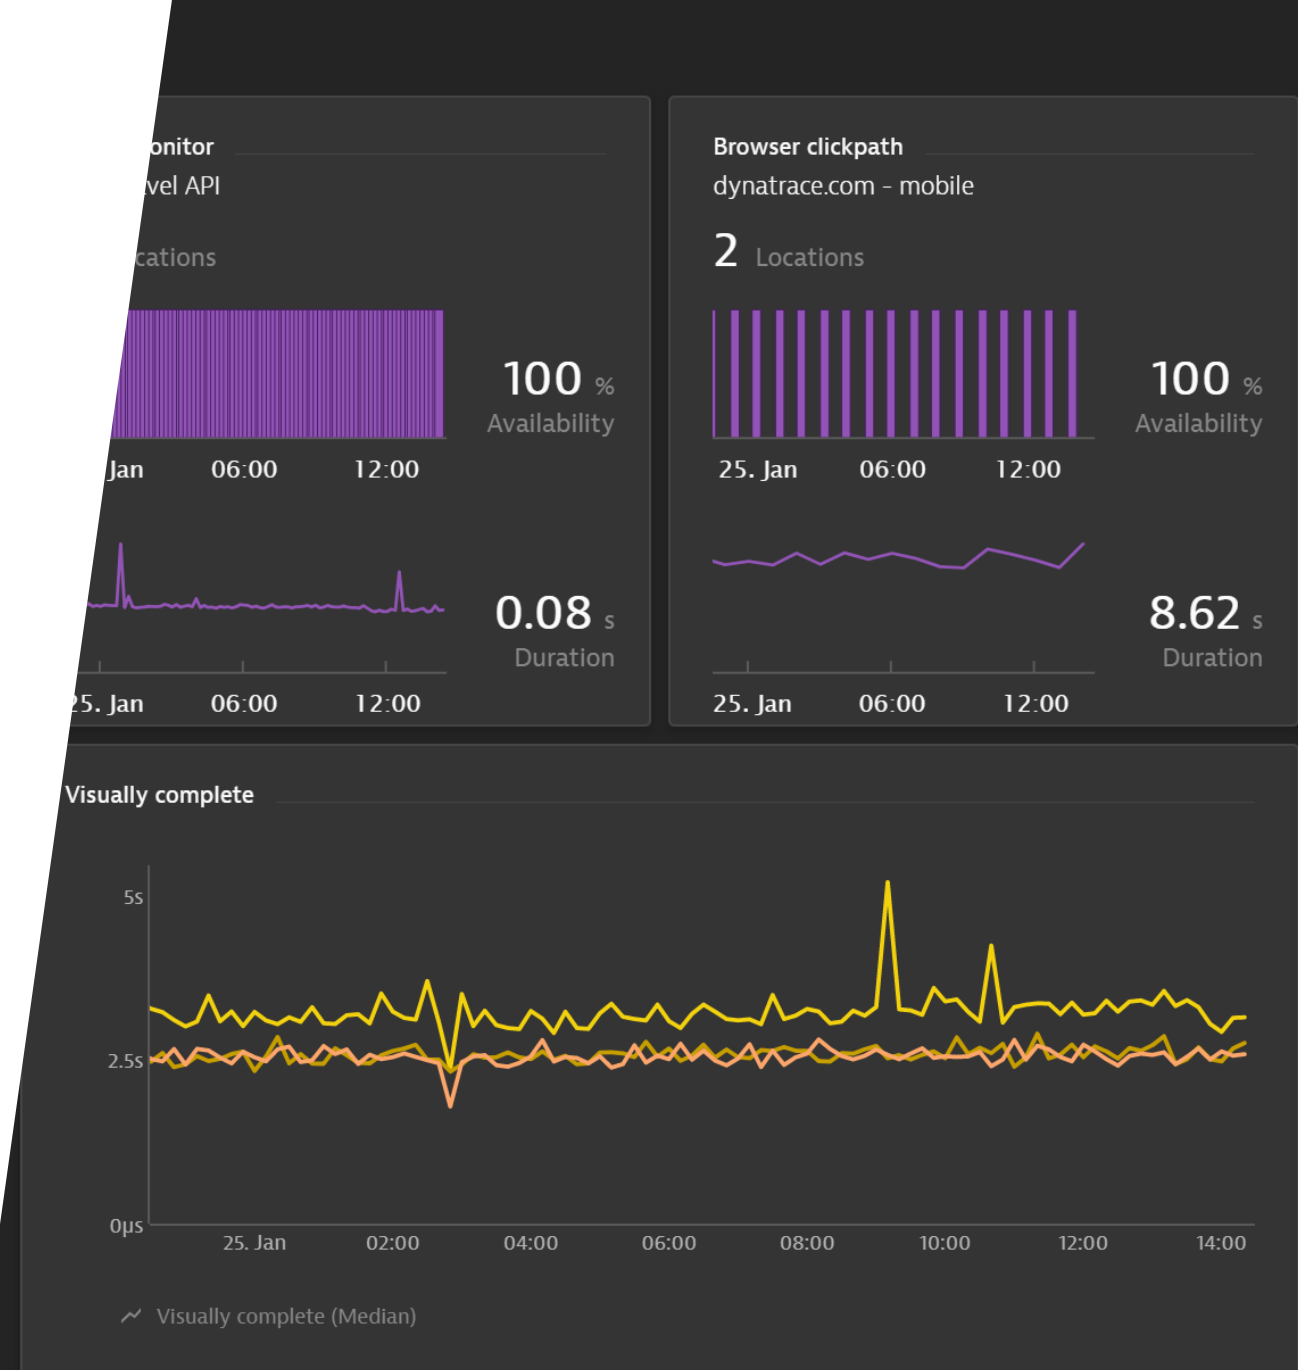 onitor
vel API
cations
100 %
Availability
Jan 06:00 12:00
0.08 s
Duration
25. Jan 06:00 12:00
Browser clickpath
dynatrace.com - mobile
2 Locations
100 %
Availability
25. Jan 06:00 12:00
8.62 s
Duration
25. Jan 06:00 12:00
Visually complete
5s
2.5s
0µs
25. Jan 02:00 04:00 06:00 08:00 10:00 12:00 14:00
Visually complete (Median)